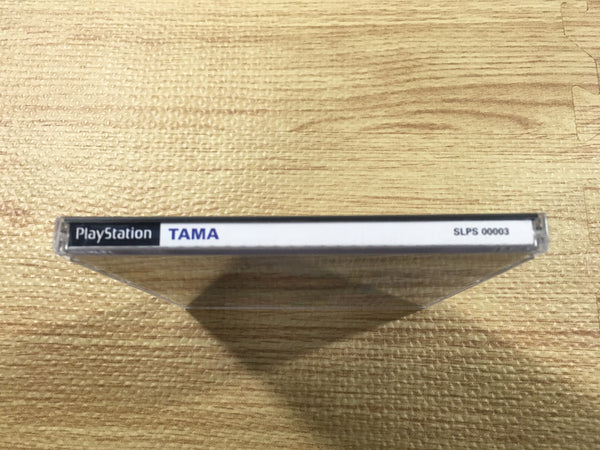 PlayStation TAMA SLPS 00003